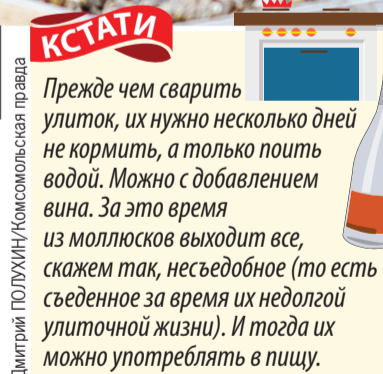 КСТАТИ
Прежде чем сварить
улиток, их нужно несколько дней
не кормить, а только поить
водой. Можно с добавлением
вина. За это время
из моллюсков выходит все,
скажем так, несъедобное (то есть
съеденное за время их недолгой
улиточной жизни). И тогда их
можно употреблять в пищу.
Дмитрий ПОЛУХИН/Комсомольская правда